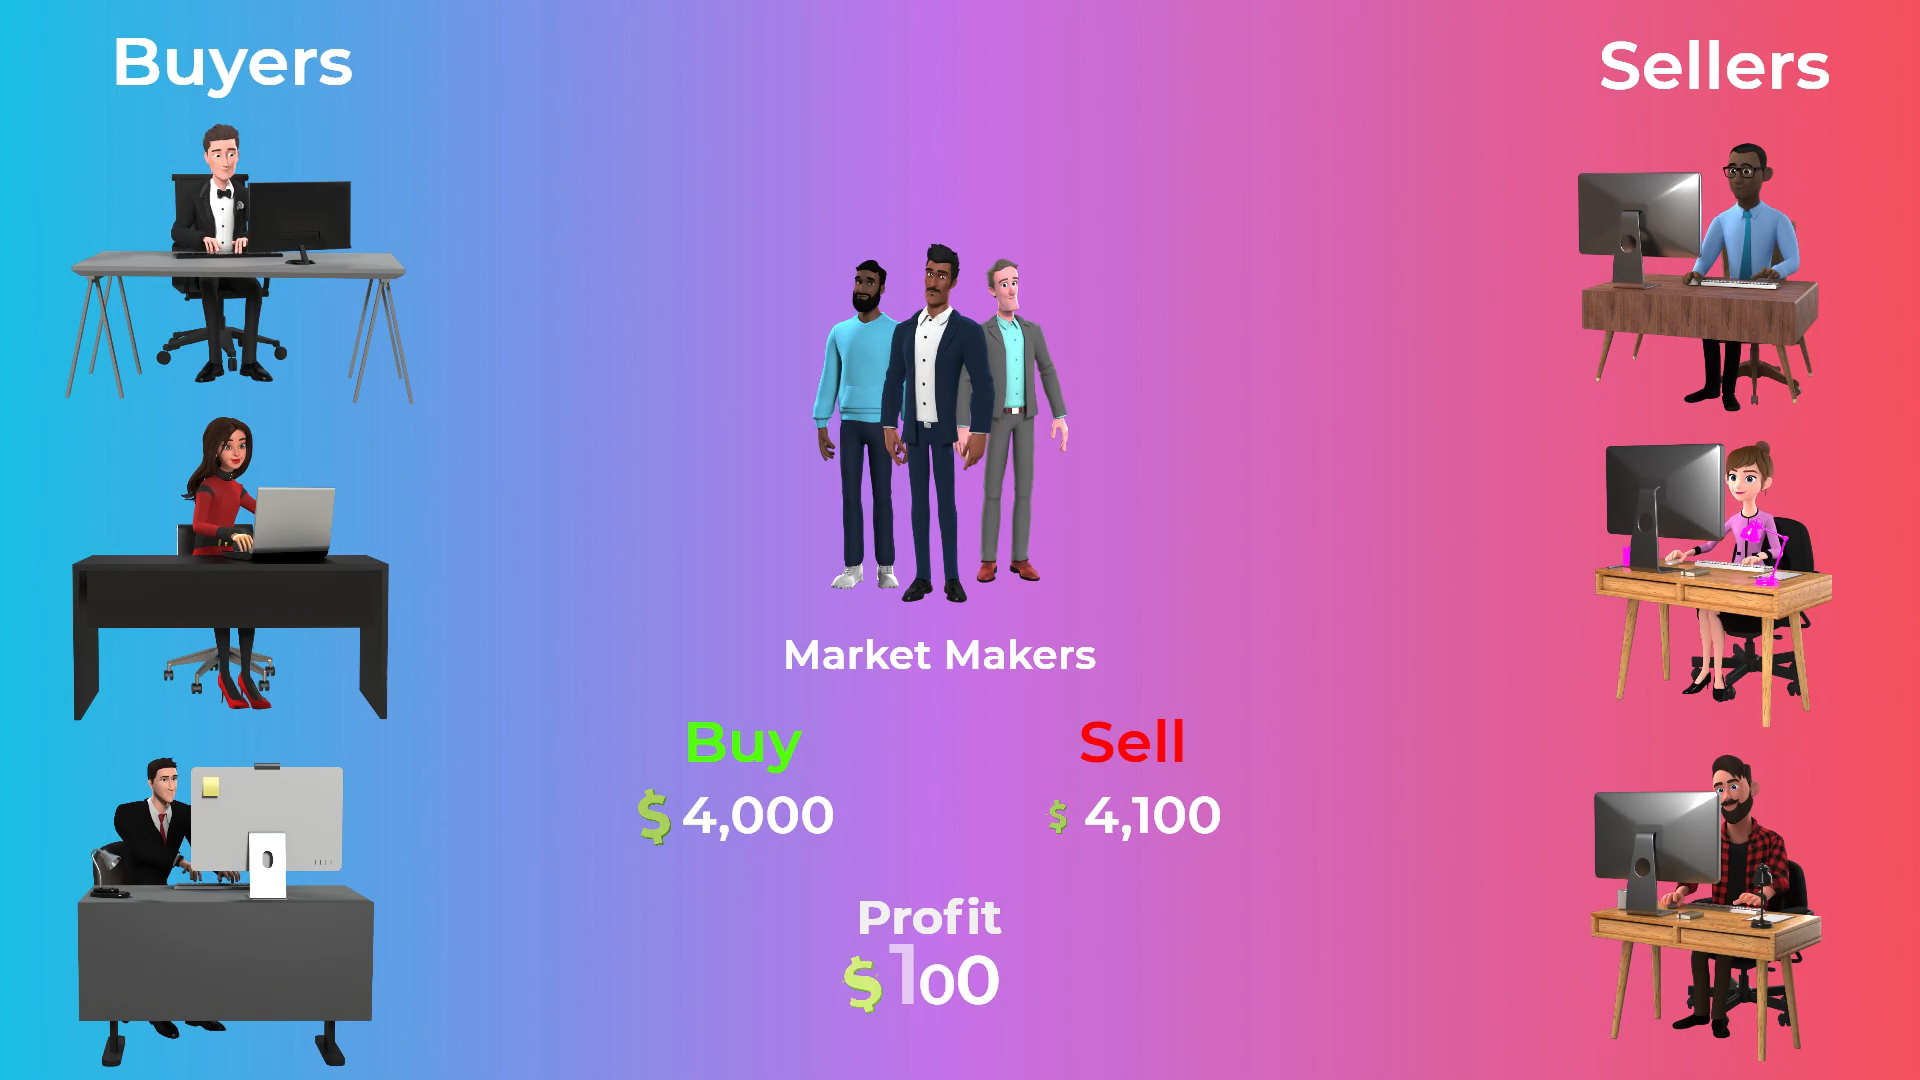 Buyers
Sellers
Market Makers
Buy
Sell
$ 4,000
$ 4,100
Profit
$ 100